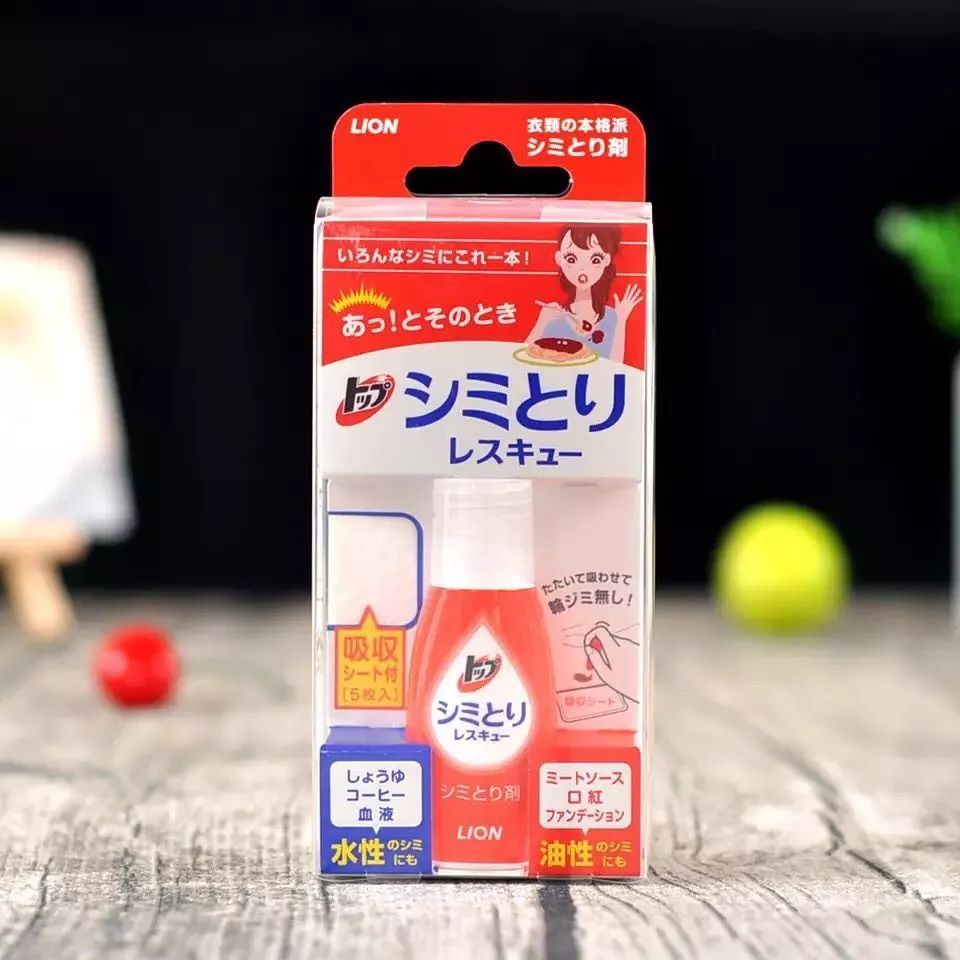 LION
衣類の本格派
シミとり剤
いろんなシミにこれ一本!
あっ!とそのとき
トップ
シミとり
レスキュー
たたいて吸わせて
輪ジミ無し!
吸収
シート付
[5枚入]
吸収シート
トップ
シミとり
レスキュー
シミとり剤
LION
しょうゆ
コーヒー
血液
水性のシミ
にも
ミートソース
口紅
ファンデーション
油性のシミ
にも